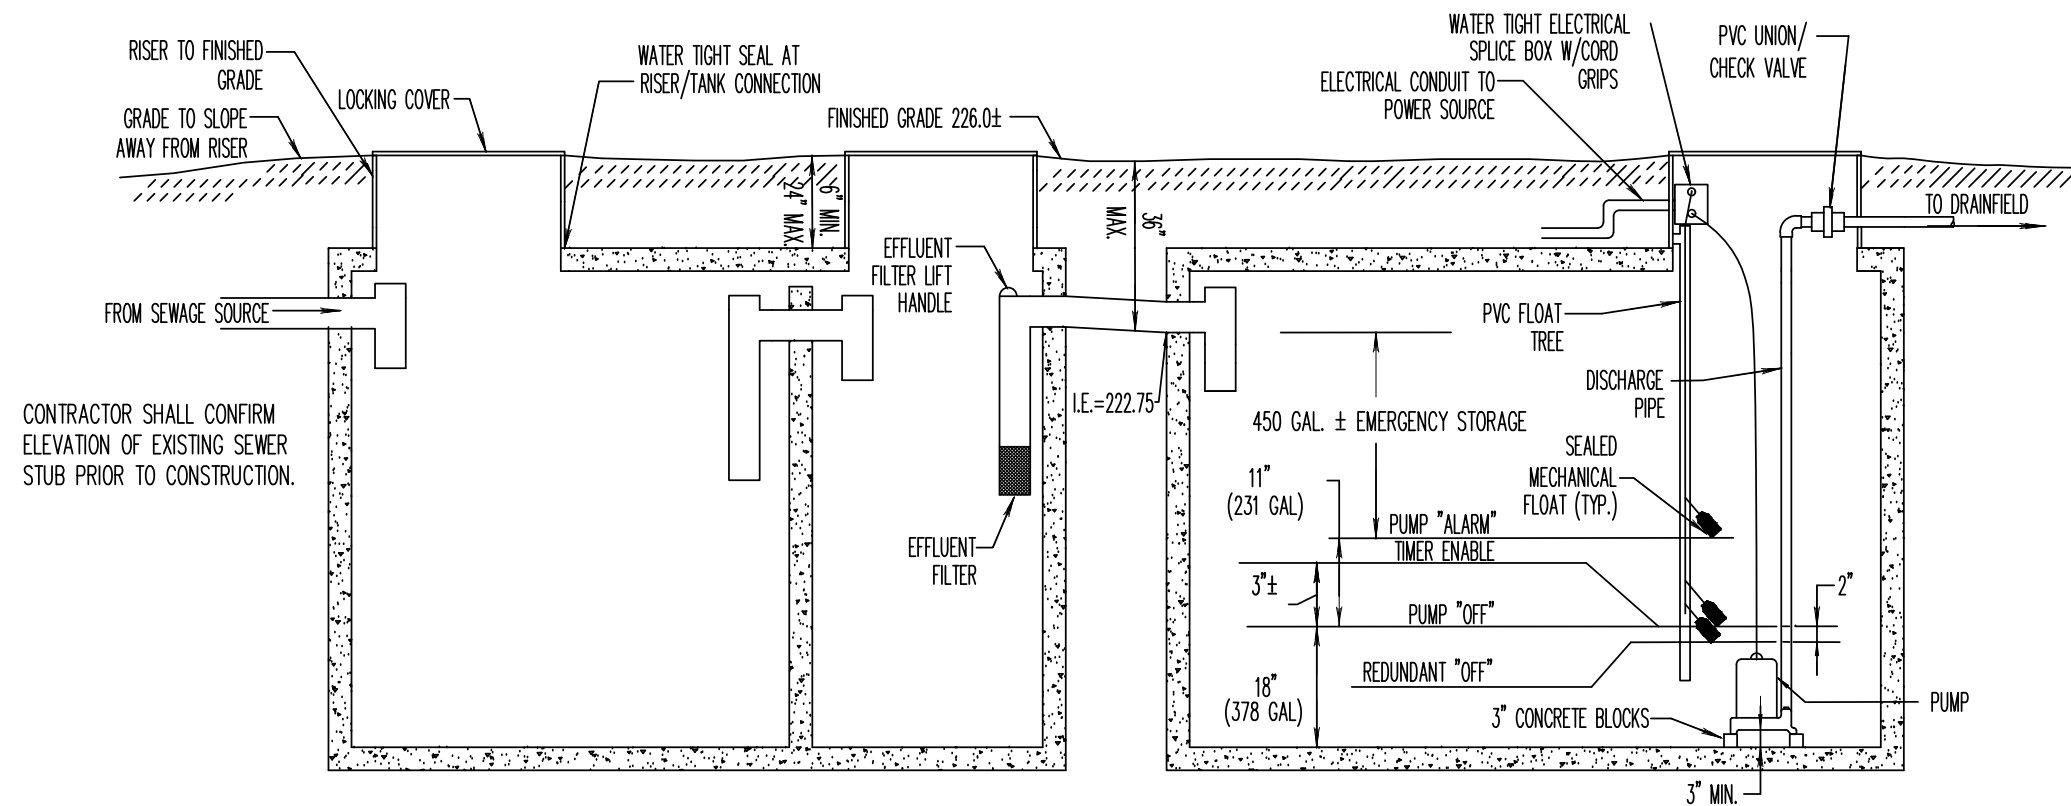 RISER TO FINISHED
GRADE
GRADE TO SLOPE
AWAY FROM RISER
LOCKING COVER
WATER TIGHT SEAL AT
RISER/TANK CONNECTION
FINISHED GRADE 226.0±
WATER TIGHT ELECTRICAL
SPLICE BOX W/CORD
GRIPS
ELECTRICAL CONDUIT TO
POWER SOURCE
PVC UNION/
CHECK VALVE
TO DRAINFIELD
6" MIN.
24" MAX.
36"
MAX.
EFFLUENT
FILTER LIFT
HANDLE
FROM SEWAGE SOURCE
PVC FLOAT
TREE
DISCHARGE
PIPE
I.E.=222.75
CONTRACTOR SHALL CONFIRM
ELEVATION OF EXISTING SEWER
STUB PRIOR TO CONSTRUCTION.
450 GAL. ± EMERGENCY STORAGE
SEALED
MECHANICAL
FLOAT (TYP.)
11"
(231 GAL)
PUMP "ALARM"
TIMER ENABLE
EFFLUENT
FILTER
3"±
2"
PUMP "OFF"
REDUNDANT "OFF"
18"
(378 GAL)
3" CONCRETE BLOCKS
PUMP
3" MIN.